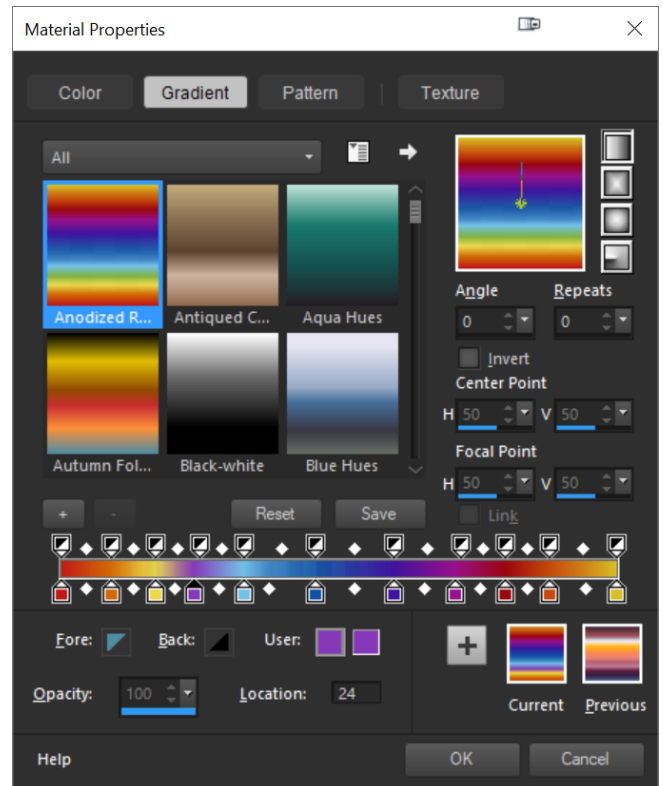 Material Properties
Color Gradient Pattern Texture
All
Anodized R... Antiqued C... Aqua Hues
Autumn Fol... Black-white Blue Hues
Angle Repeats
0 0
Invert
Center Point
H 50 V 50
Focal Point
H 50 V 50
Link
+ - Reset Save
Fore: Back: User:
Opacity: 100 Location: 24
Current Previous
Help OK Cancel